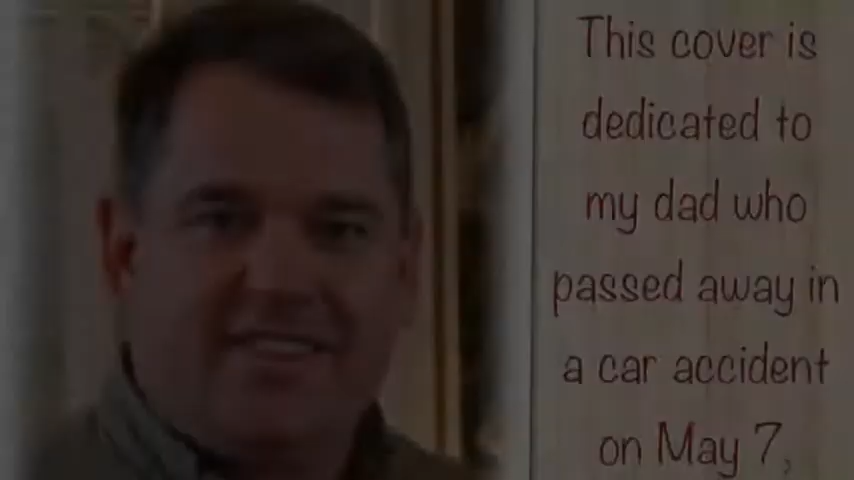 This cover is
dedicated to
my dad who
passed away in
a car accident
on May 7,